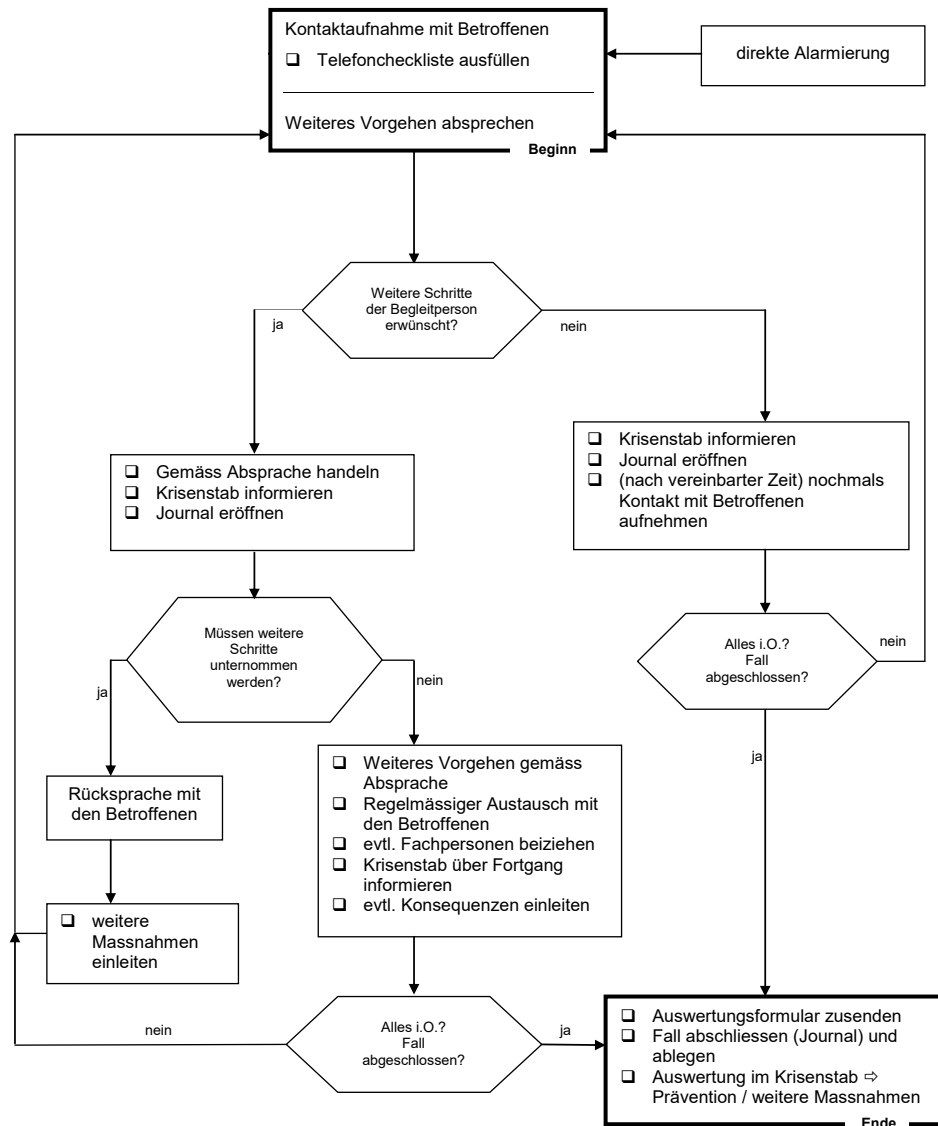 Kontaktaufnahme mit Betroffenen
❑ Telefoncheckliste ausfüllen
Weiteres Vorgehen absprechen
Beginn
direkte Alarmierung
Weitere Schritte
der Begleitperson
erwünscht?
ja
nein
❑ Gemäss Absprache handeln
❑ Krisenstab informieren
❑ Journal eröffnen
❑ Krisenstab informieren
❑ Journal eröffnen
❑ (nach vereinbarter Zeit) nochmals
Kontakt mit Betroffenen
aufnehmen
Müssen weitere
Schritte
unternommen
werden?
ja
nein
Alles i.O.?
Fall
abgeschlossen?
nein
ja
Rücksprache mit
den Betroffenen
❑ weitere
Massnahmen
einleiten
❑ Weiteres Vorgehen gemäss
Absprache
❑ Regelmässiger Austausch mit
den Betroffenen
❑ evtl. Fachpersonen beiziehen
❑ Krisenstab über Fortgang
informieren
❑ evtl. Konsequenzen einleiten
Alles i.O.?
Fall
abgeschlossen?
nein
ja
❑ Auswertungsformular zusenden
❑ Fall abschliessen (Journal) und
ablegen
❑ Auswertung im Krisenstab ⇨
Prävention / weitere Massnahmen
Ende